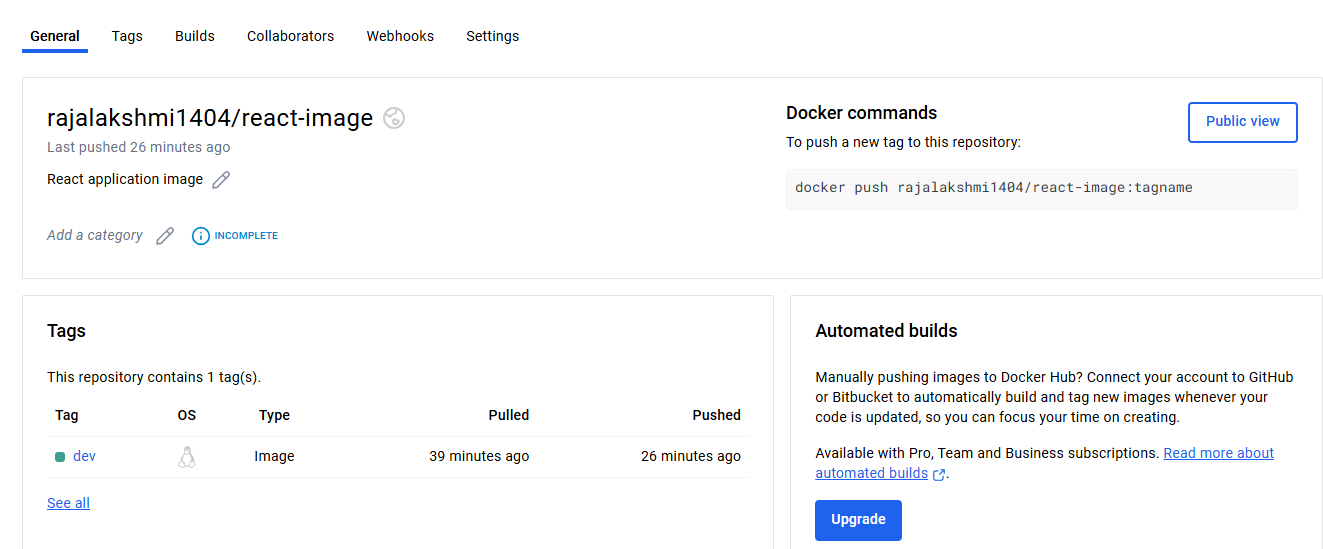 General Tags Builds Collaborators Webhooks Settings
rajalakshmi1404/react-image
Last pushed 26 minutes ago
React application image
Add a category INCOMPLETE
Docker commands
Public view
To push a new tag to this repository:
docker push rajalakshmi1404/react-image:tagname
Tags
This repository contains 1 tag(s).
Tag OS Type Pulled Pushed
dev Image 39 minutes ago 26 minutes ago
See all
Automated builds
Manually pushing images to Docker Hub? Connect your account to GitHub
or Bitbucket to automatically build and tag new images whenever your
code is updated, so you can focus your time on creating.
Available with Pro, Team and Business subscriptions. Read more about
automated builds.
Upgrade